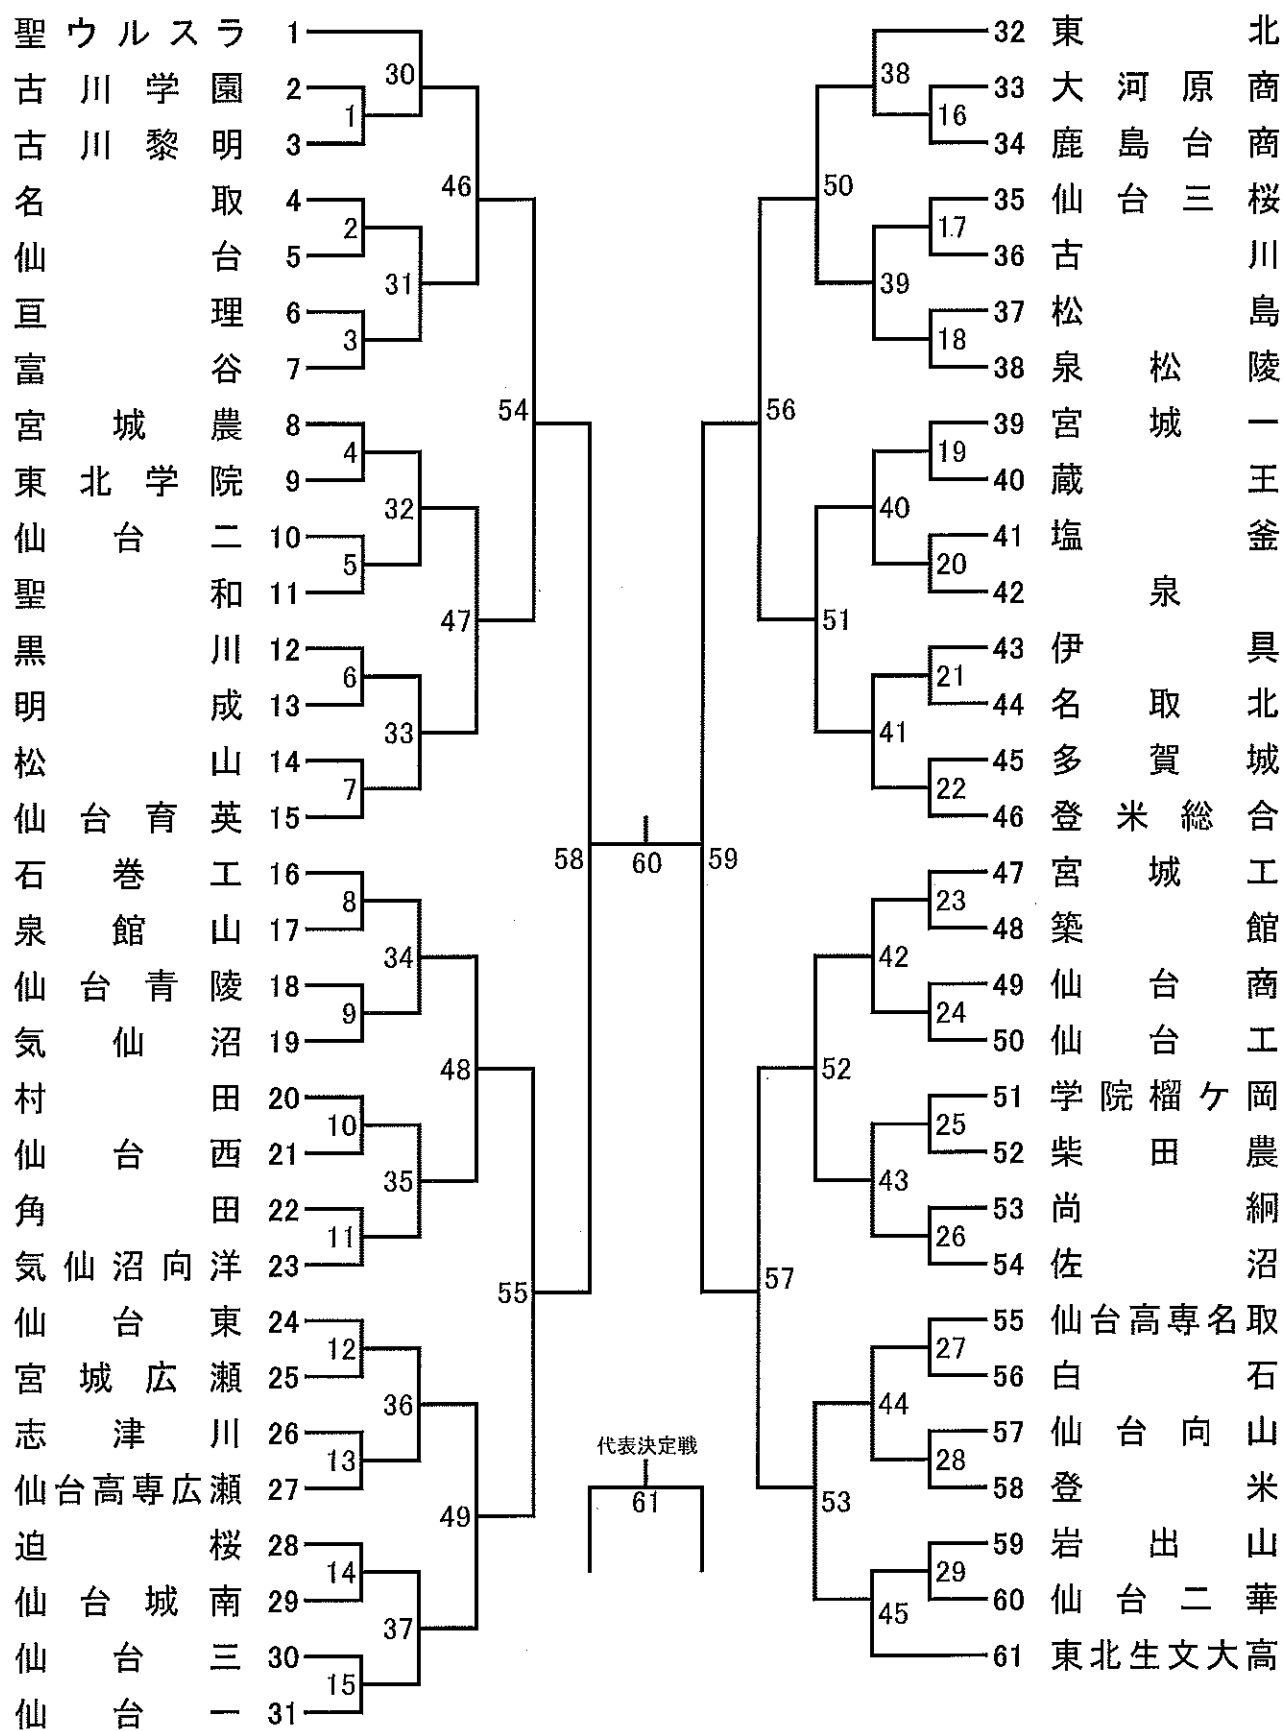 聖ウルスラ 1
古川学園 2
古川黎明 3
名取 4
仙台 5
亘理 6
富谷 7
宮城農 8
東北学院 9
仙台二 10
聖和 11
黒川 12
明成 13
松山 14
仙台育英 15
石巻工 16
泉館山 17
仙台青陵 18
気仙沼 19
村田 20
仙台西 21
角田 22
気仙沼向洋 23
仙台東 24
宮城広瀬 25
志津川 26
仙台高専広瀬 27
迫桜 28
仙台城南 29
仙台三 30
仙台一 31
1
2
3
4
5
6
7
8
9
10
11
12
13
14
15
30
31
32
33
34
35
36
37
46
47
48
49
54
55
58
60
59
代表決定戦
61
56
57
50
51
52
53
38
39
40
41
42
43
44
45
16
17
18
19
20
21
22
23
24
25
26
27
28
29
32 東北
33 大河原商
34 鹿島台商
35 仙台三桜
36 古川
37 松島
38 泉松陵
39 宮城一
40 蔵王
41 塩釜
42 泉
43 伊具
44 名取北
45 多賀城
46 登米総合
47 宮城工
48 築館
49 仙台商
50 仙台工
51 学院榴ケ岡
52 柴田農
53 尚絅
54 佐沼
55 仙台高専名取
56 白石
57 仙台向山
58 登米
59 岩出山
60 仙台二華
61 東北生文大高